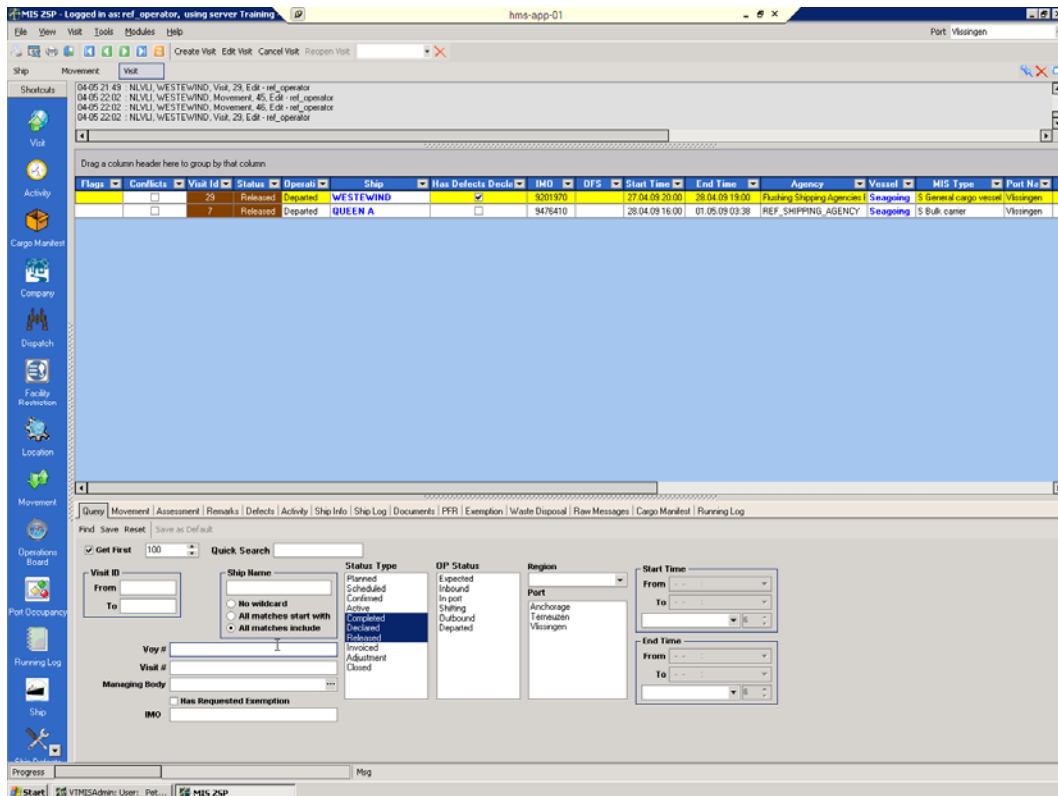 MIS ZSP - Logged in as: ref_operator, using server Training
hms-app-01
File View Visit Tools Modules Help
Port Vlissingen
Create Visit Edit Visit Cancel Visit Reopen Visit
Ship Movement Visit
Shortcuts
04-05 21:49 : NLVLI, WESTEWIND, Visit, 29, Edit - ref_operator
04-05 22:02 : NLVLI, WESTEWIND, Movement, 45, Edit - ref_operator
04-05 22:02 : NLVLI, WESTEWIND, Movement, 46, Edit - ref_operator
04-05 22:02 : NLVLI, WESTEWIND, Visit, 29, Edit - ref_operator
Visit
Activity
Cargo Manifest
Company
Dispatch
Facility
Restriction
Location
Movement
Operations
Board
Port Occupancy
Running Log
Ship
Drag a column header here to group by that column
Flags Conflicts Visit Id Status Operati Ship Has Defects Decla IMO OFS Start Time End Time Agency Vessel MIS Type Port Na
29 Released Departed WESTEWIND 9201970 27.04.09 20:00 28.04.09 19:00 Flushing Shipping Agencies B Seagoing S General cargo vessel Vlissingen
7 Released Departed QUEEN A 9476410 28.04.09 16:00 01.05.09 03:38 REF_SHIPPING_AGENCY Seagoing S Bulk carrier Vlissingen
Query Movement Assessment Remarks Defects Activity Ship Info Ship Log Documents PFR Exemption Waste Disposal Raw Messages Cargo Manifest Running Log
Find Save Reset Save as Default
Get First 100 Quick Search
Visit ID
From
To
Ship Name
No wildcard
All matches start with
All matches include
Voy #
Visit #
Managing Body ...
Has Requested Exemption
IMO
Status Type
Planned
Scheduled
Confirmed
Active
Completed
Declared
Released
Invoiced
Adjustment
Closed
OP Status
Expected
Inbound
In port
Shifting
Outbound
Departed
Region
Port
Anchorage
Terneuzen
Vlissingen
Start Time
From - - :
To - - :
6
End Time
From - - :
To - - :
6
Progress Msg
Start VTMISAdmin: User: Pet... MIS ZSP